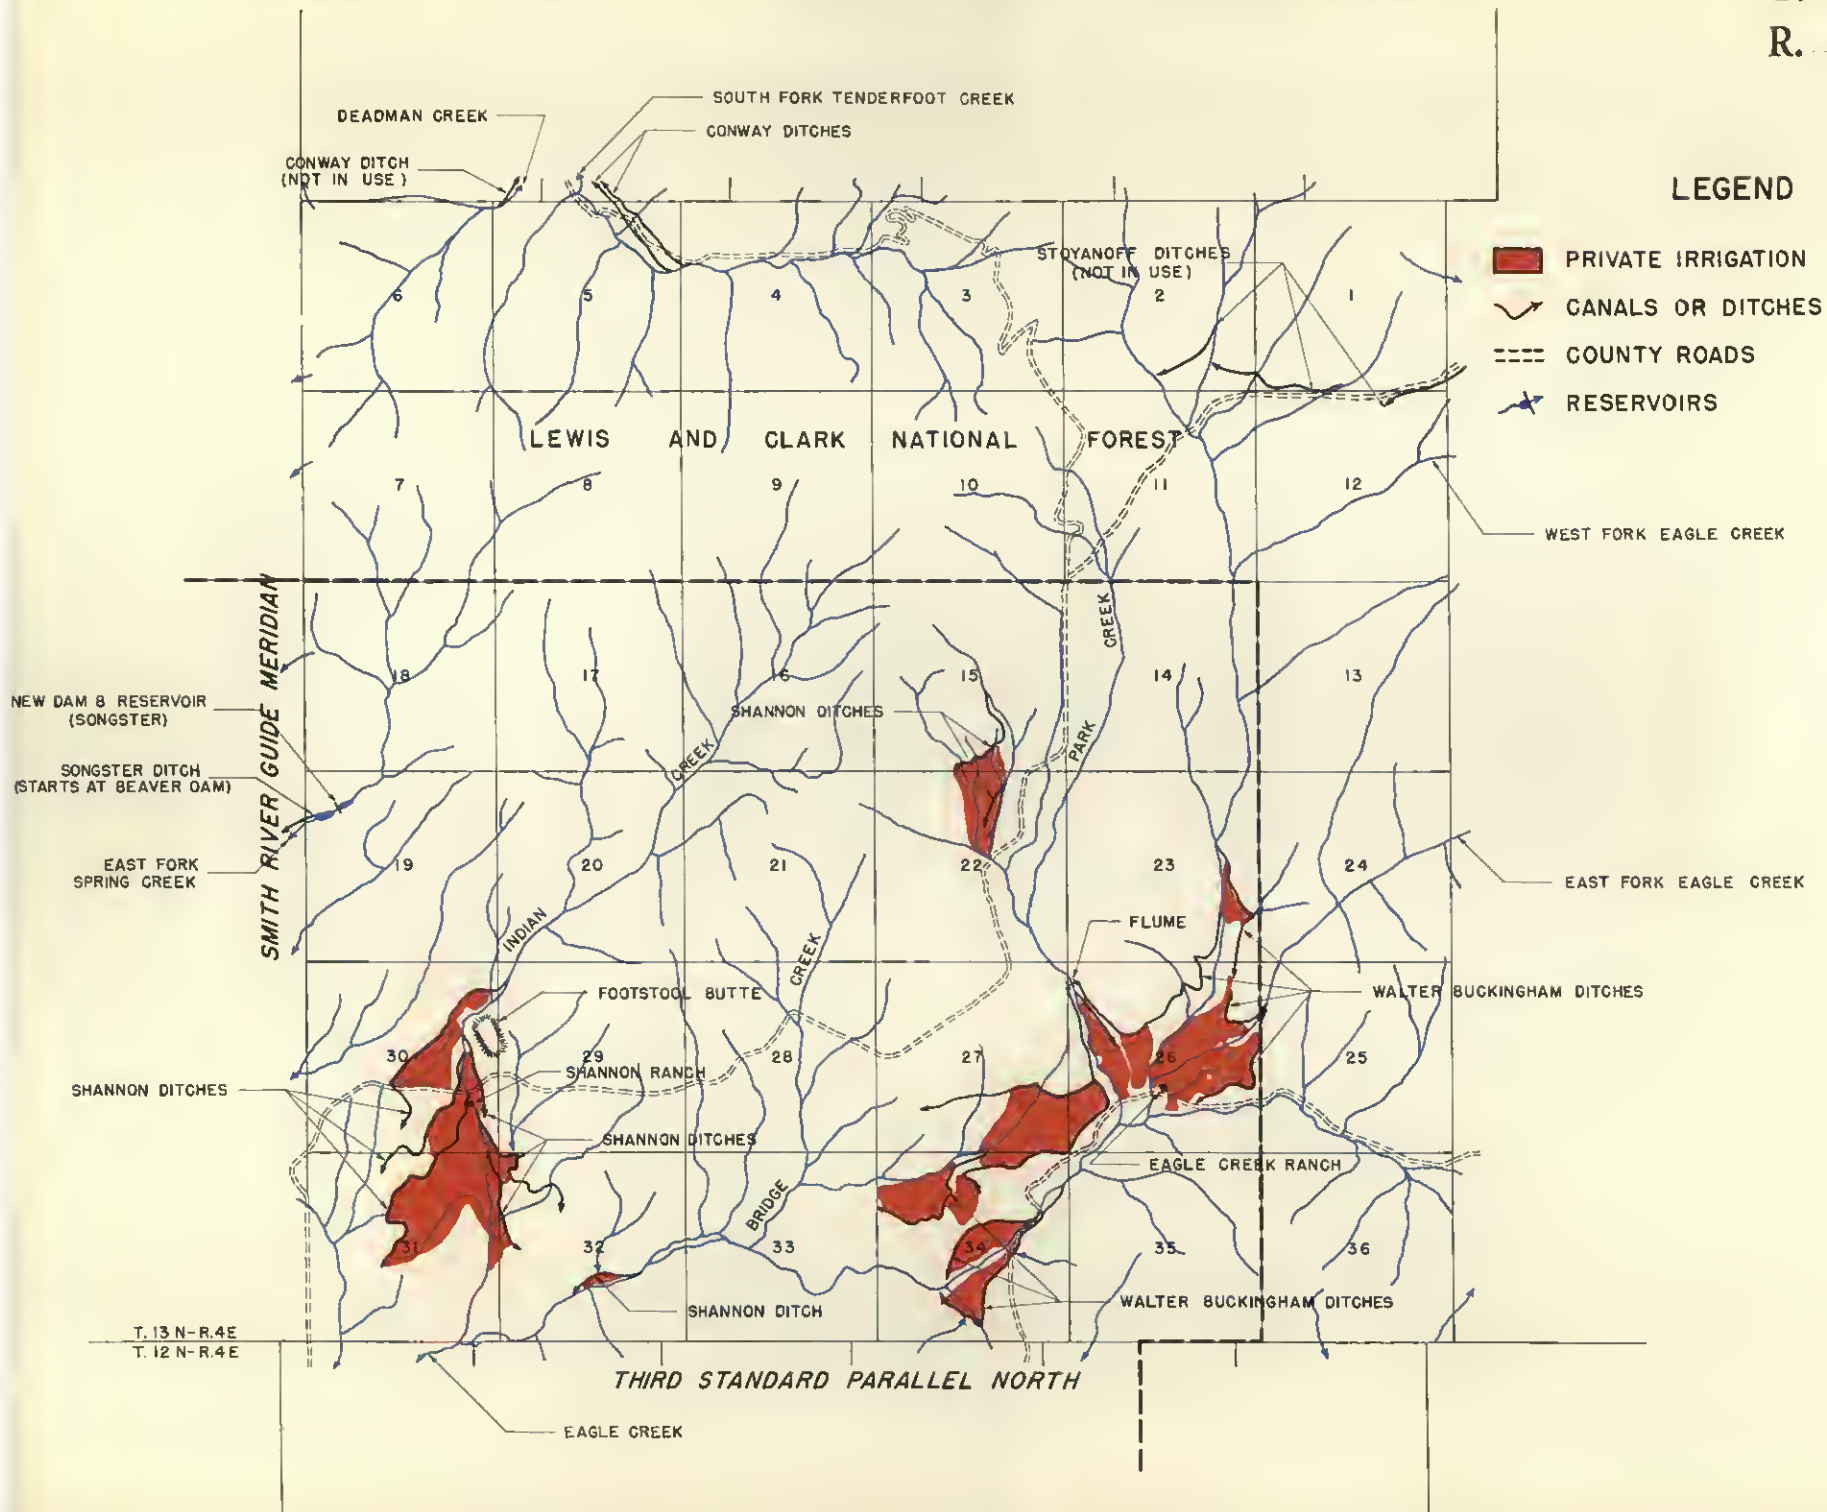 R.
SOUTH FORK TENDERFOOT CREEK
DEADMAN CREEK
CONWAY DITCHES
CONWAY DITCH
(NOT IN USE)
LEGEND
PRIVATE IRRIGATION
CANALS OR DITCHES
COUNTY ROADS
RESERVOIRS
STOYANOFF DITCHES
(NOT IN USE)
6 5 4 3 2 1
LEWIS AND CLARK NATIONAL FOREST
7 8 9 10 11 12
WEST FORK EAGLE CREEK
SMITH RIVER GUIDE MERIDIAN
CREEK
18 17 16 15 14 13
NEW DAM 8 RESERVOIR
(SONGSTER)
SHANNON DITCHES
PARK
CREEK
SONGSTER DITCH
(STARTS AT BEAVER DAM)
EAST FORK
SPRING CREEK
19 20 21 22 23 24
EAST FORK EAGLE CREEK
INDIAN
FLUME
CREEK
FOOTSTOOL BUTTE
WALTER BUCKINGHAM DITCHES
30 29 28 27 26 25
SHANNON RANCH
SHANNON DITCHES
SHANNON DITCHES
EAGLE CREEK RANCH
BRIDGE
31 32 33 34 35 36
SHANNON DITCH
WALTER BUCKINGHAM DITCHES
T. 13 N-R.4E
T. 12 N-R.4E
THIRD STANDARD PARALLEL NORTH
EAGLE CREEK